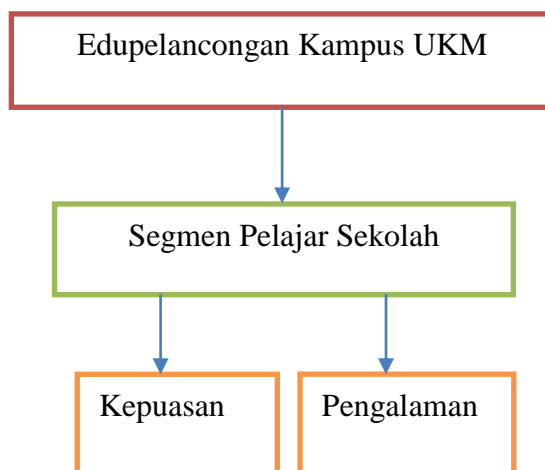 Edupelancongan Kampus UKM
Segmen Pelajar Sekolah
Kepuasan
Pengalaman